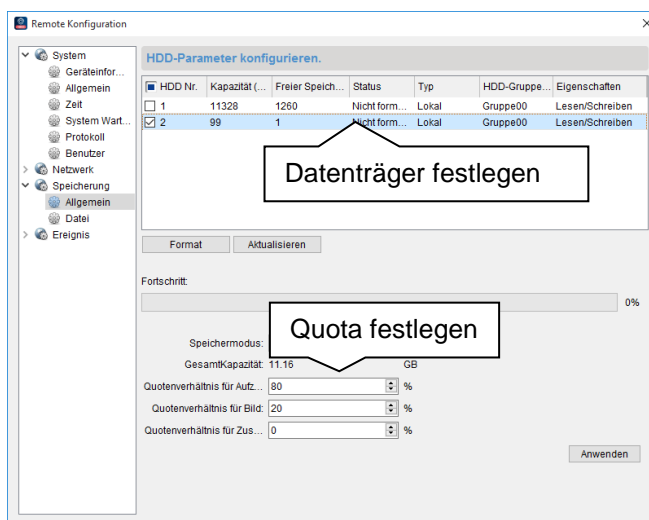 Remote Konfiguration
System
Geräteinfor...
Allgemein
Zeit
System Wart...
Protokoll
Benutzer
Netzwerk
Speicherung
Allgemein
Datei
Ereignis
HDD-Parameter konfigurieren.
HDD Nr. Kapazität (... Freier Speich... Status Typ HDD-Gruppe... Eigenschaften
1 11328 1260 Nicht form... Lokal Gruppe00 Lesen/Schreiben
2 99 1 Nicht form... Lokal Gruppe00 Lesen/Schreiben
Datenträger festlegen
Format Aktualisieren
Fortschritt:
0%
Quota festlegen
Speichermodus:
GesamtKapazität: 11.16 GB
Quotenverhältnis für Aufz... 80 %
Quotenverhältnis für Bild: 20 %
Quotenverhältnis für Zus... 0 %
Anwenden